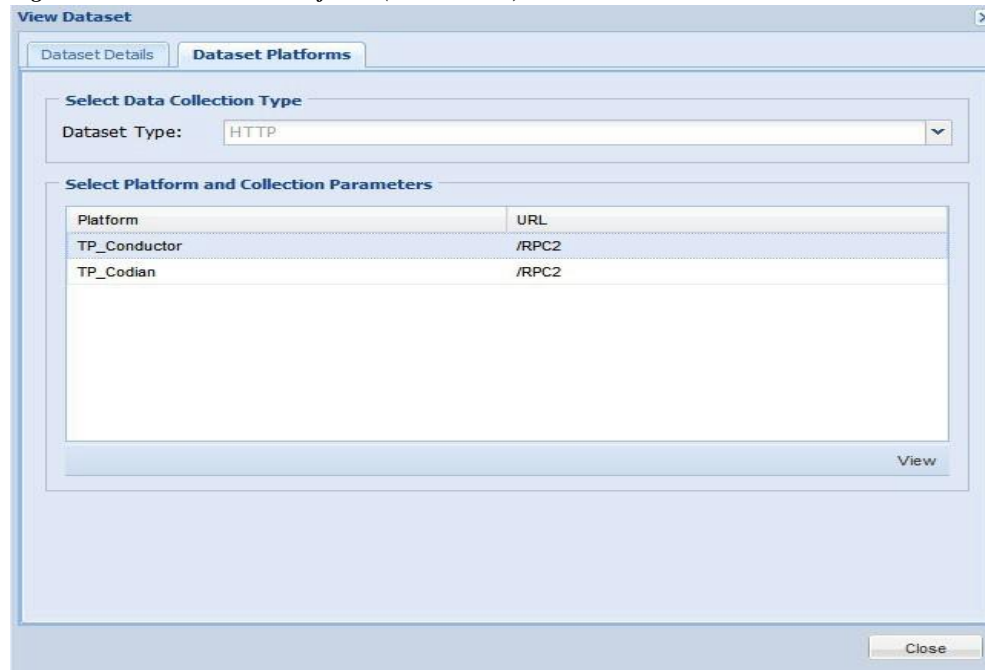 View Dataset
Dataset Details
Dataset Platforms
Select Data Collection Type
Dataset Type:
HTTP
Select Platform and Collection Parameters
Platform
URL
TP_Conductor
/RPC2
TP_Codian
/RPC2
View
Close